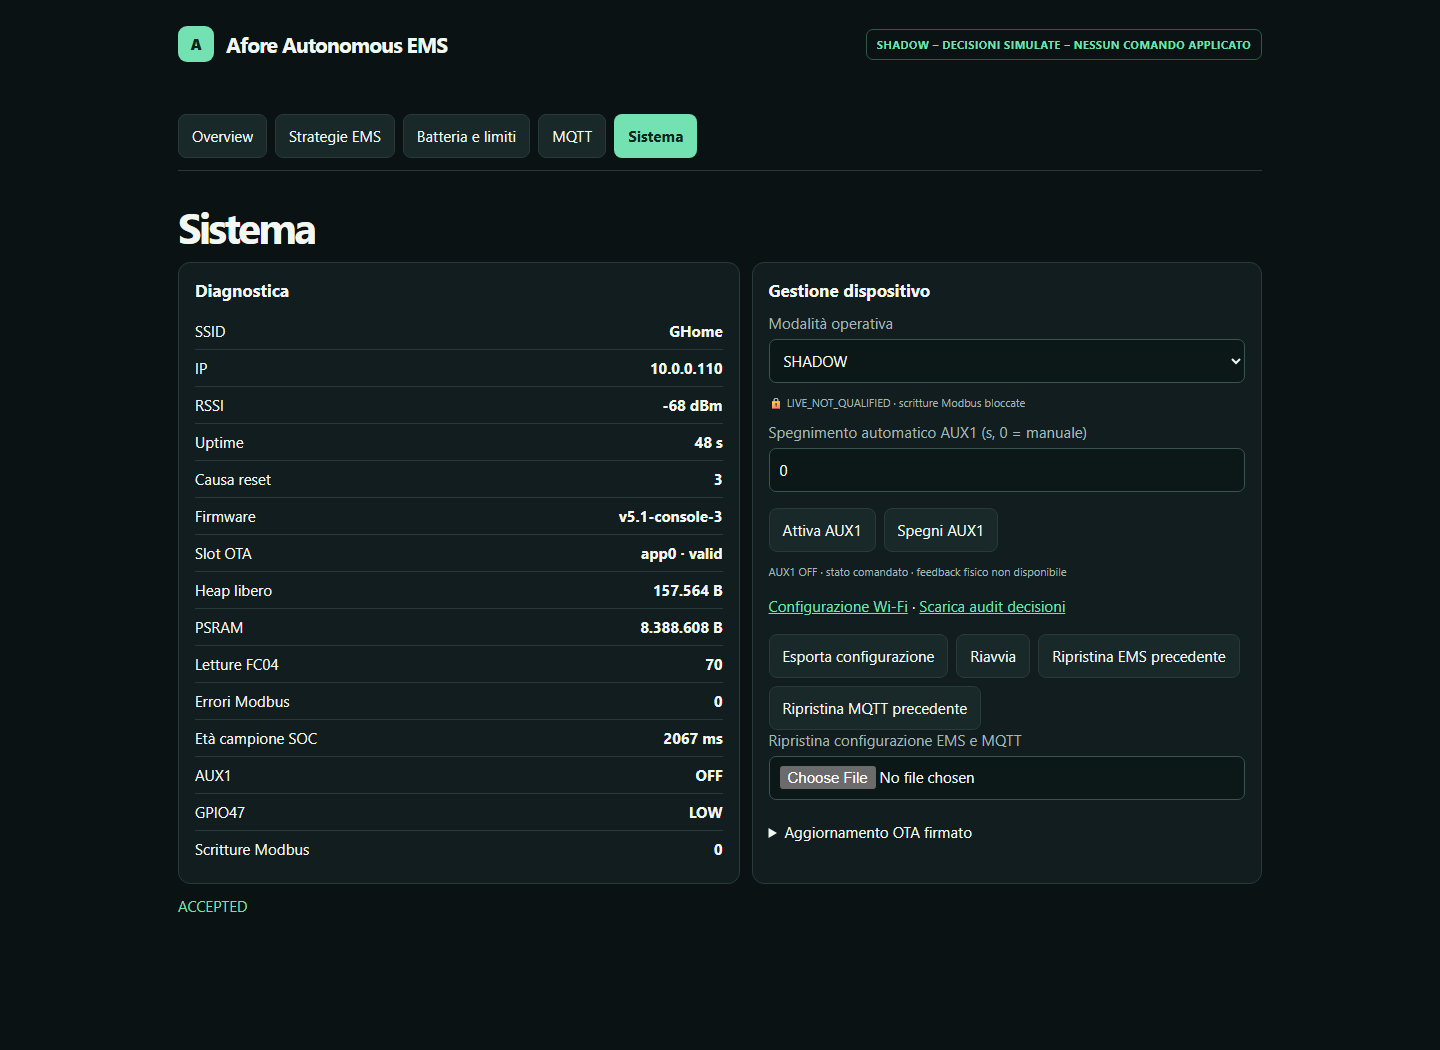 A
Afore Autonomous EMS
SHADOW – DECISIONI SIMULATE – NESSUN COMANDO APPLICATO
Overview
Strategie EMS
Batteria e limiti
MQTT
Sistema
Sistema
Diagnostica
SSID GHome
IP 10.0.0.110
RSSI -68 dBm
Uptime 48 s
Causa reset 3
Firmware v5.1-console-3
Slot OTA app0 · valid
Heap libero 157.564 B
PSRAM 8.388.608 B
Letture FC04 70
Errori Modbus 0
Età campione SOC 2067 ms
AUX1 OFF
GPIO47 LOW
Scritture Modbus 0
Gestione dispositivo
Modalità operativa
SHADOW
🔒 LIVE_NOT_QUALIFIED · scritture Modbus bloccate
Spegnimento automatico AUX1 (s, 0 = manuale)
0
Attiva AUX1
Spegni AUX1
AUX1 OFF · stato comandato · feedback fisico non disponibile
Configurazione Wi-Fi · Scarica audit decisioni
Esporta configurazione
Riavvia
Ripristina EMS precedente
Ripristina MQTT precedente
Ripristina configurazione EMS e MQTT
Choose File No file chosen
▶ Aggiornamento OTA firmato
ACCEPTED